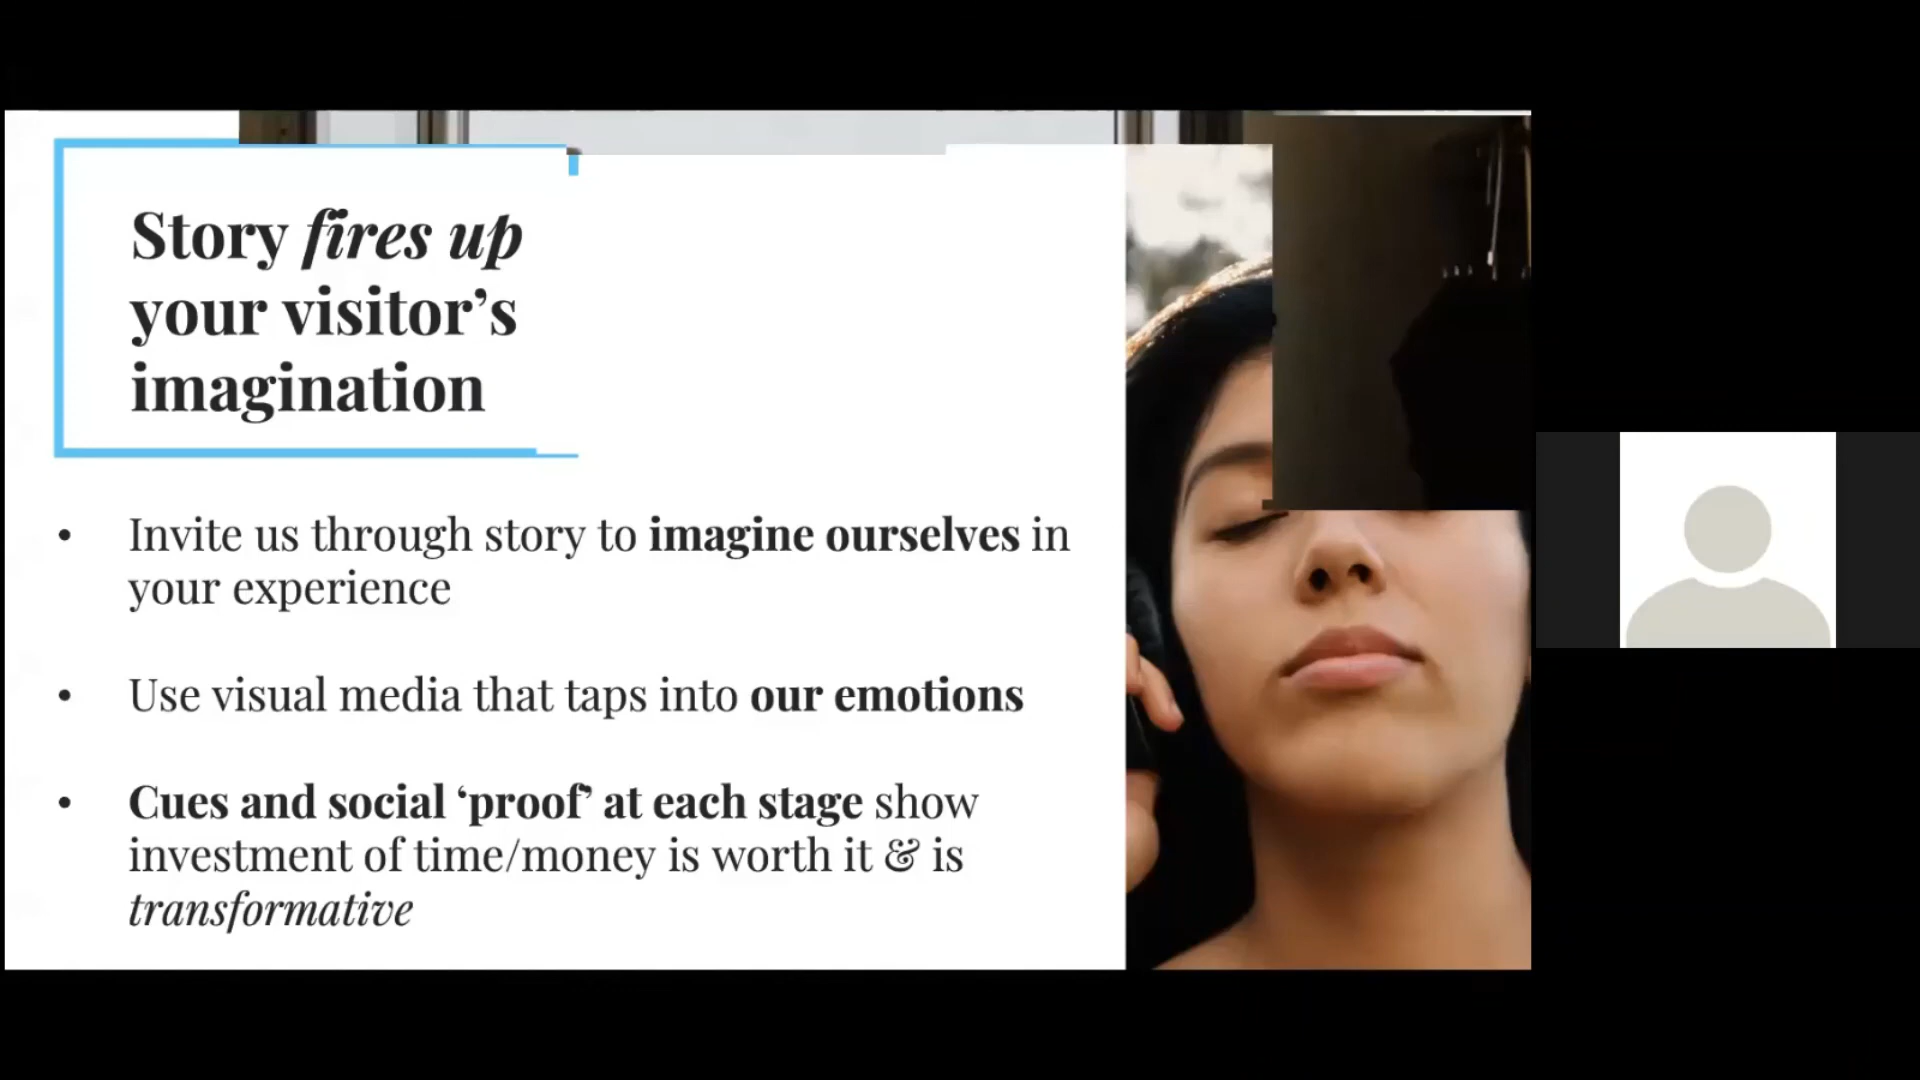 Story fires up
your visitor’s
imagination
• Invite us through story to imagine ourselves in
your experience
• Use visual media that taps into our emotions
• Cues and social ‘proof’ at each stage show
investment of time/money is worth it & is
transformative